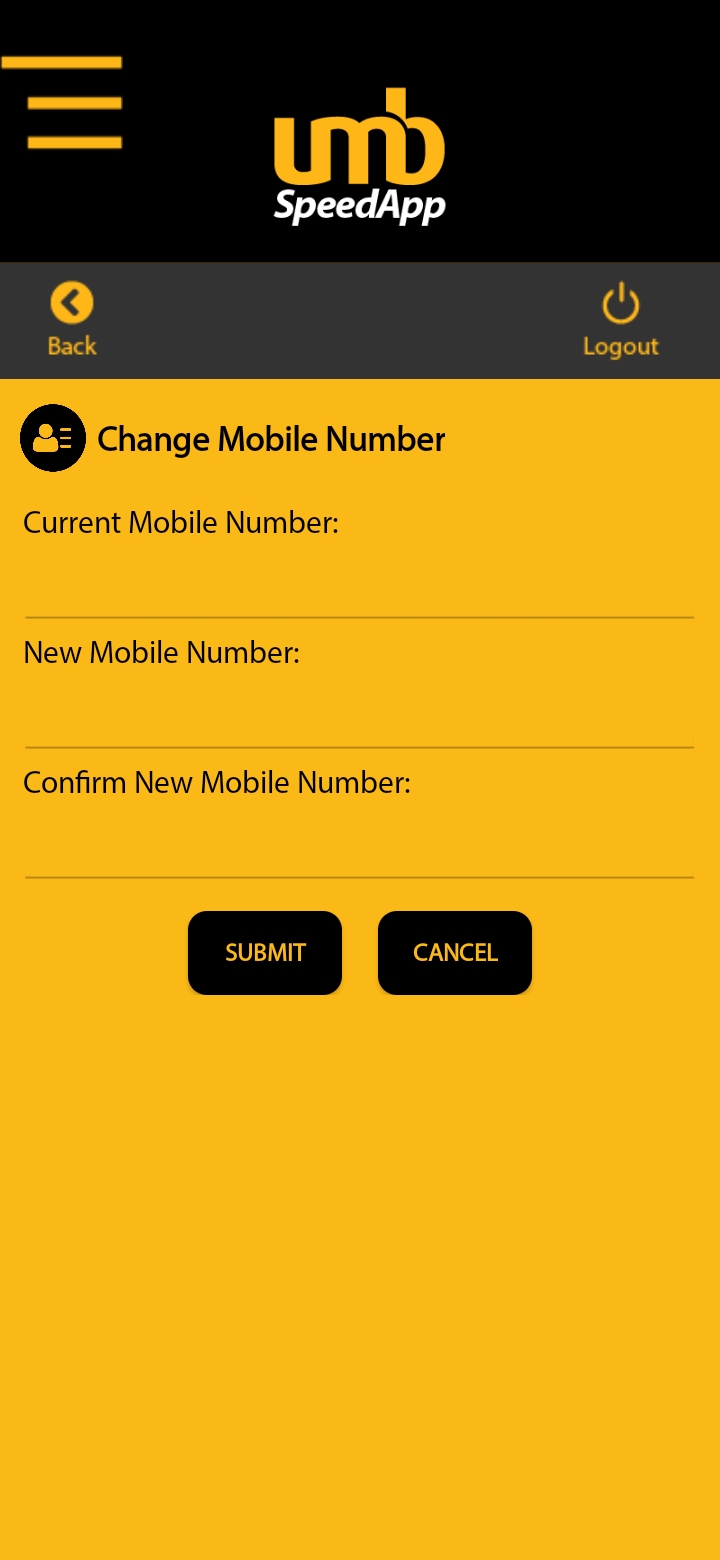 umb
SpeedApp
Back
Logout
Change Mobile Number
Current Mobile Number:
New Mobile Number:
Confirm New Mobile Number:
SUBMIT
CANCEL